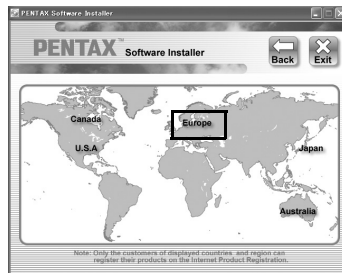 PENTAX Software Installer
PENTAX™ Software Installer
Back
Exit
Canada
Europe
U.S.A
Japan
Australia
Note: Only the customers of displayed countries and region can
register their products on the Internet Product Registration.